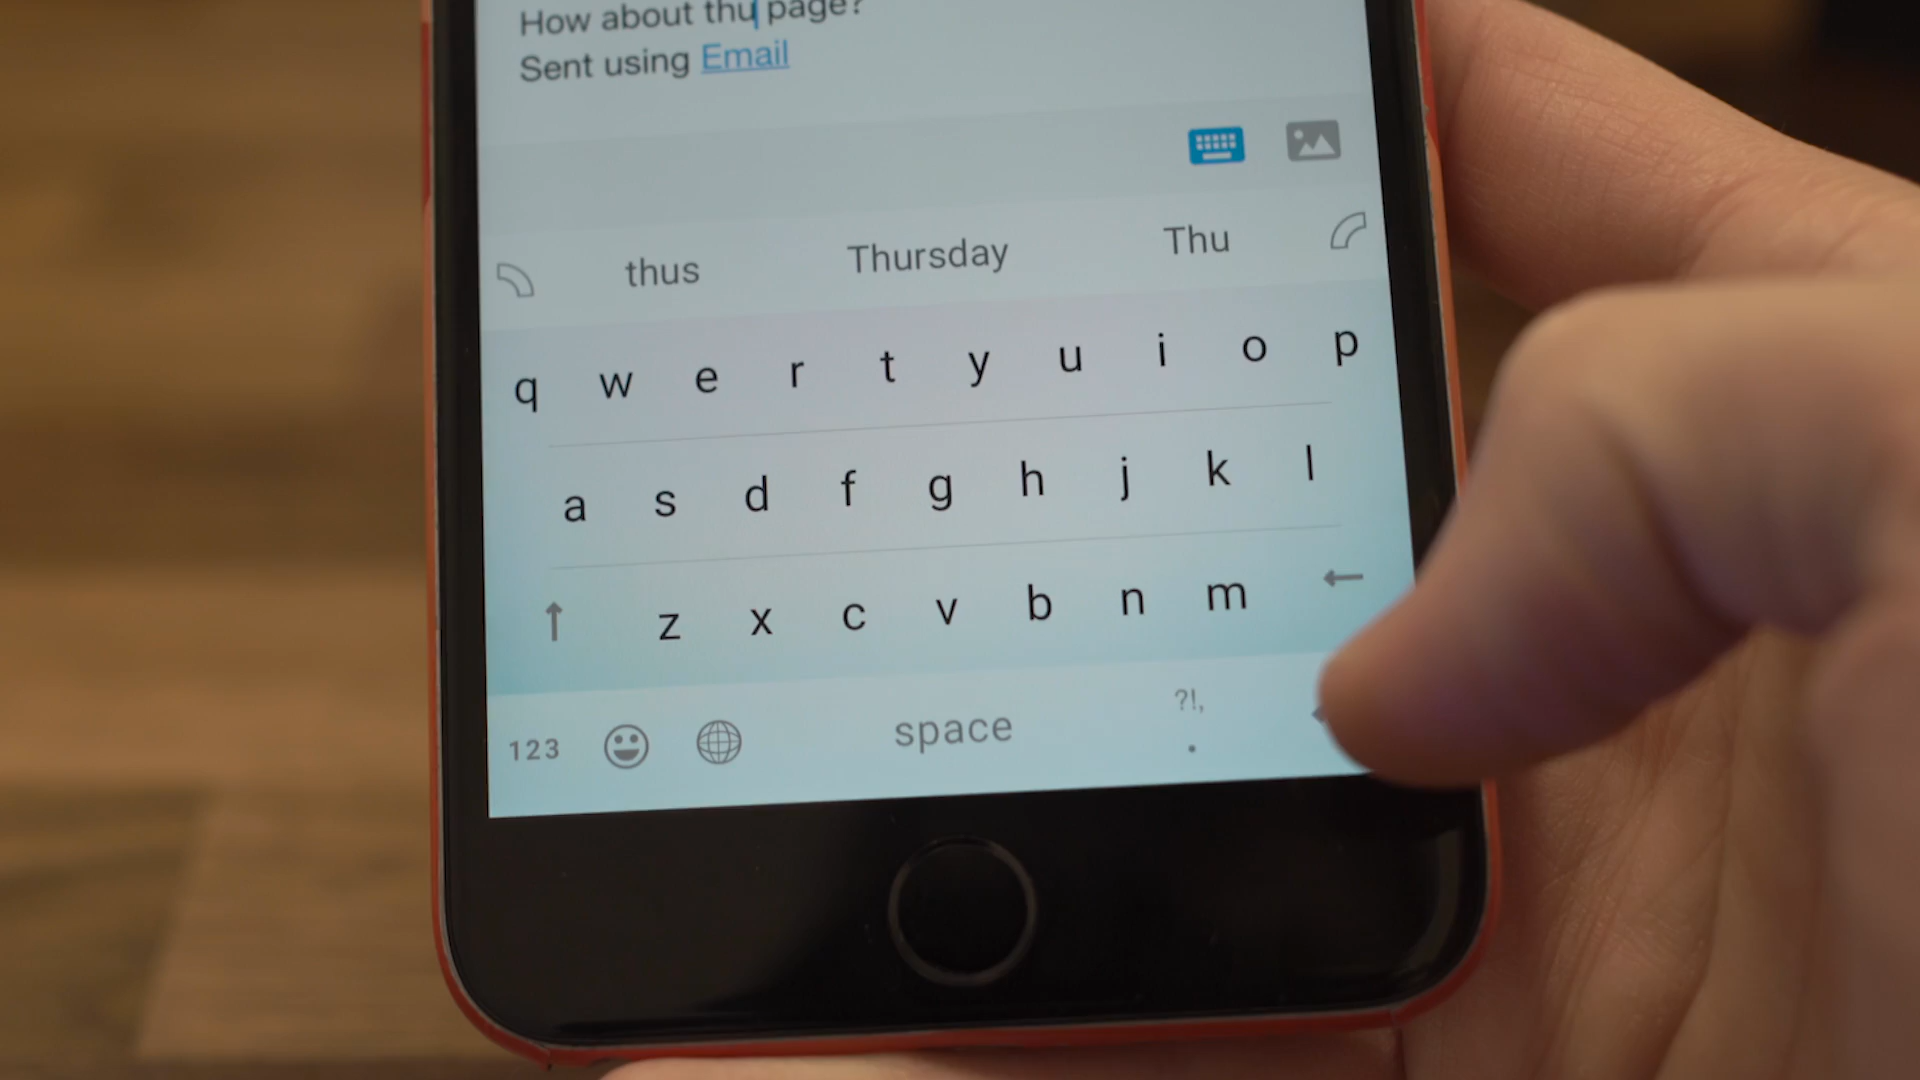 How about thu page?
Sent using Email
thus Thursday Thu
q w e r t y u i o p
a s d f g h j k l
z x c v b n m
123 space ?!, .